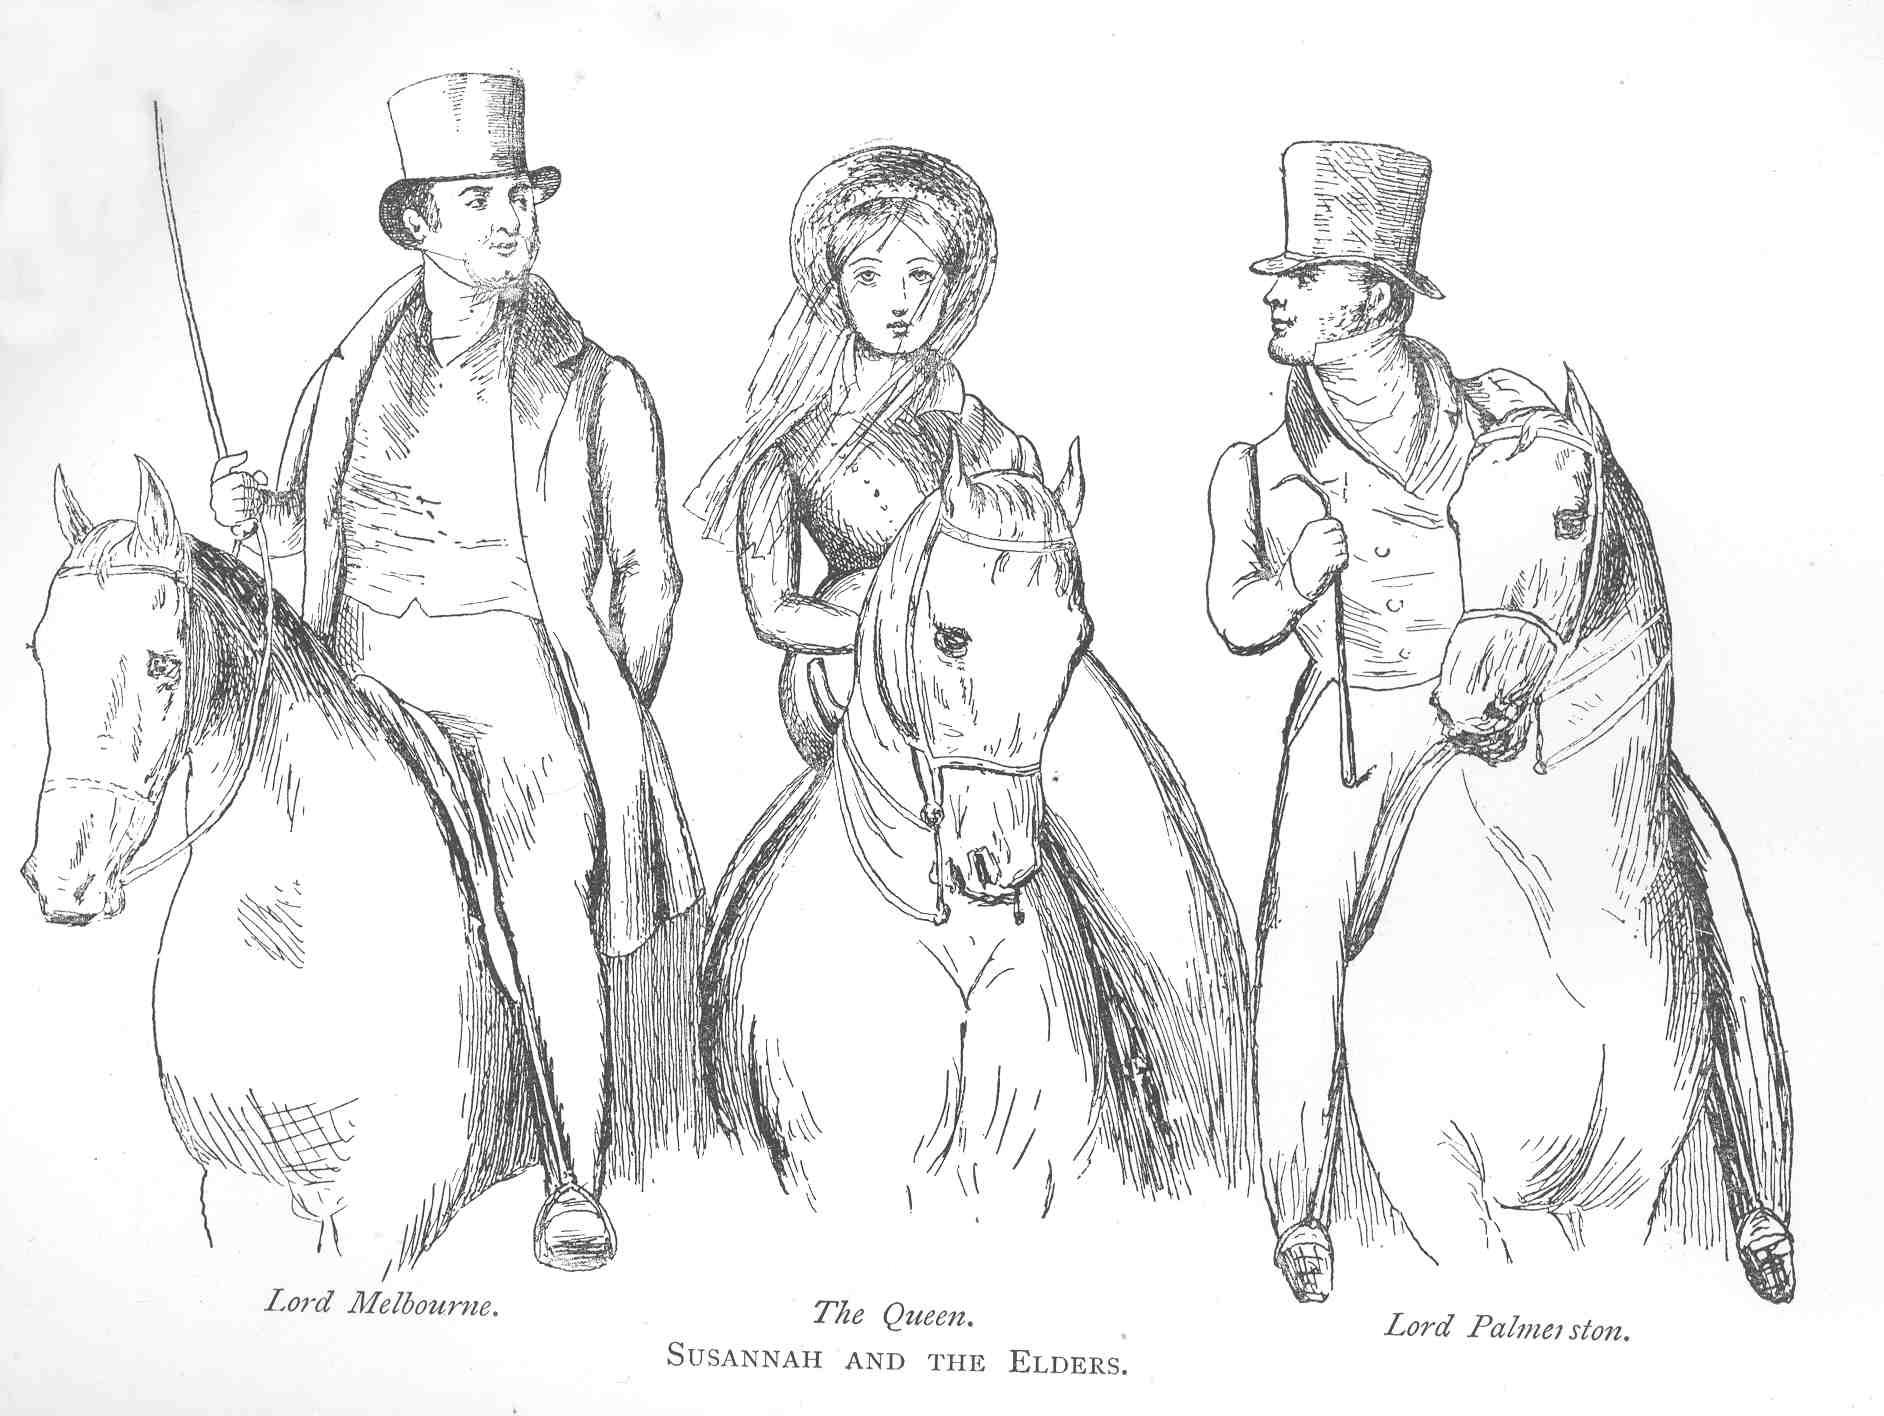 Lord Melbourne.
The Queen.
Lord Palmerston.
SUSANNAH AND THE ELDERS.